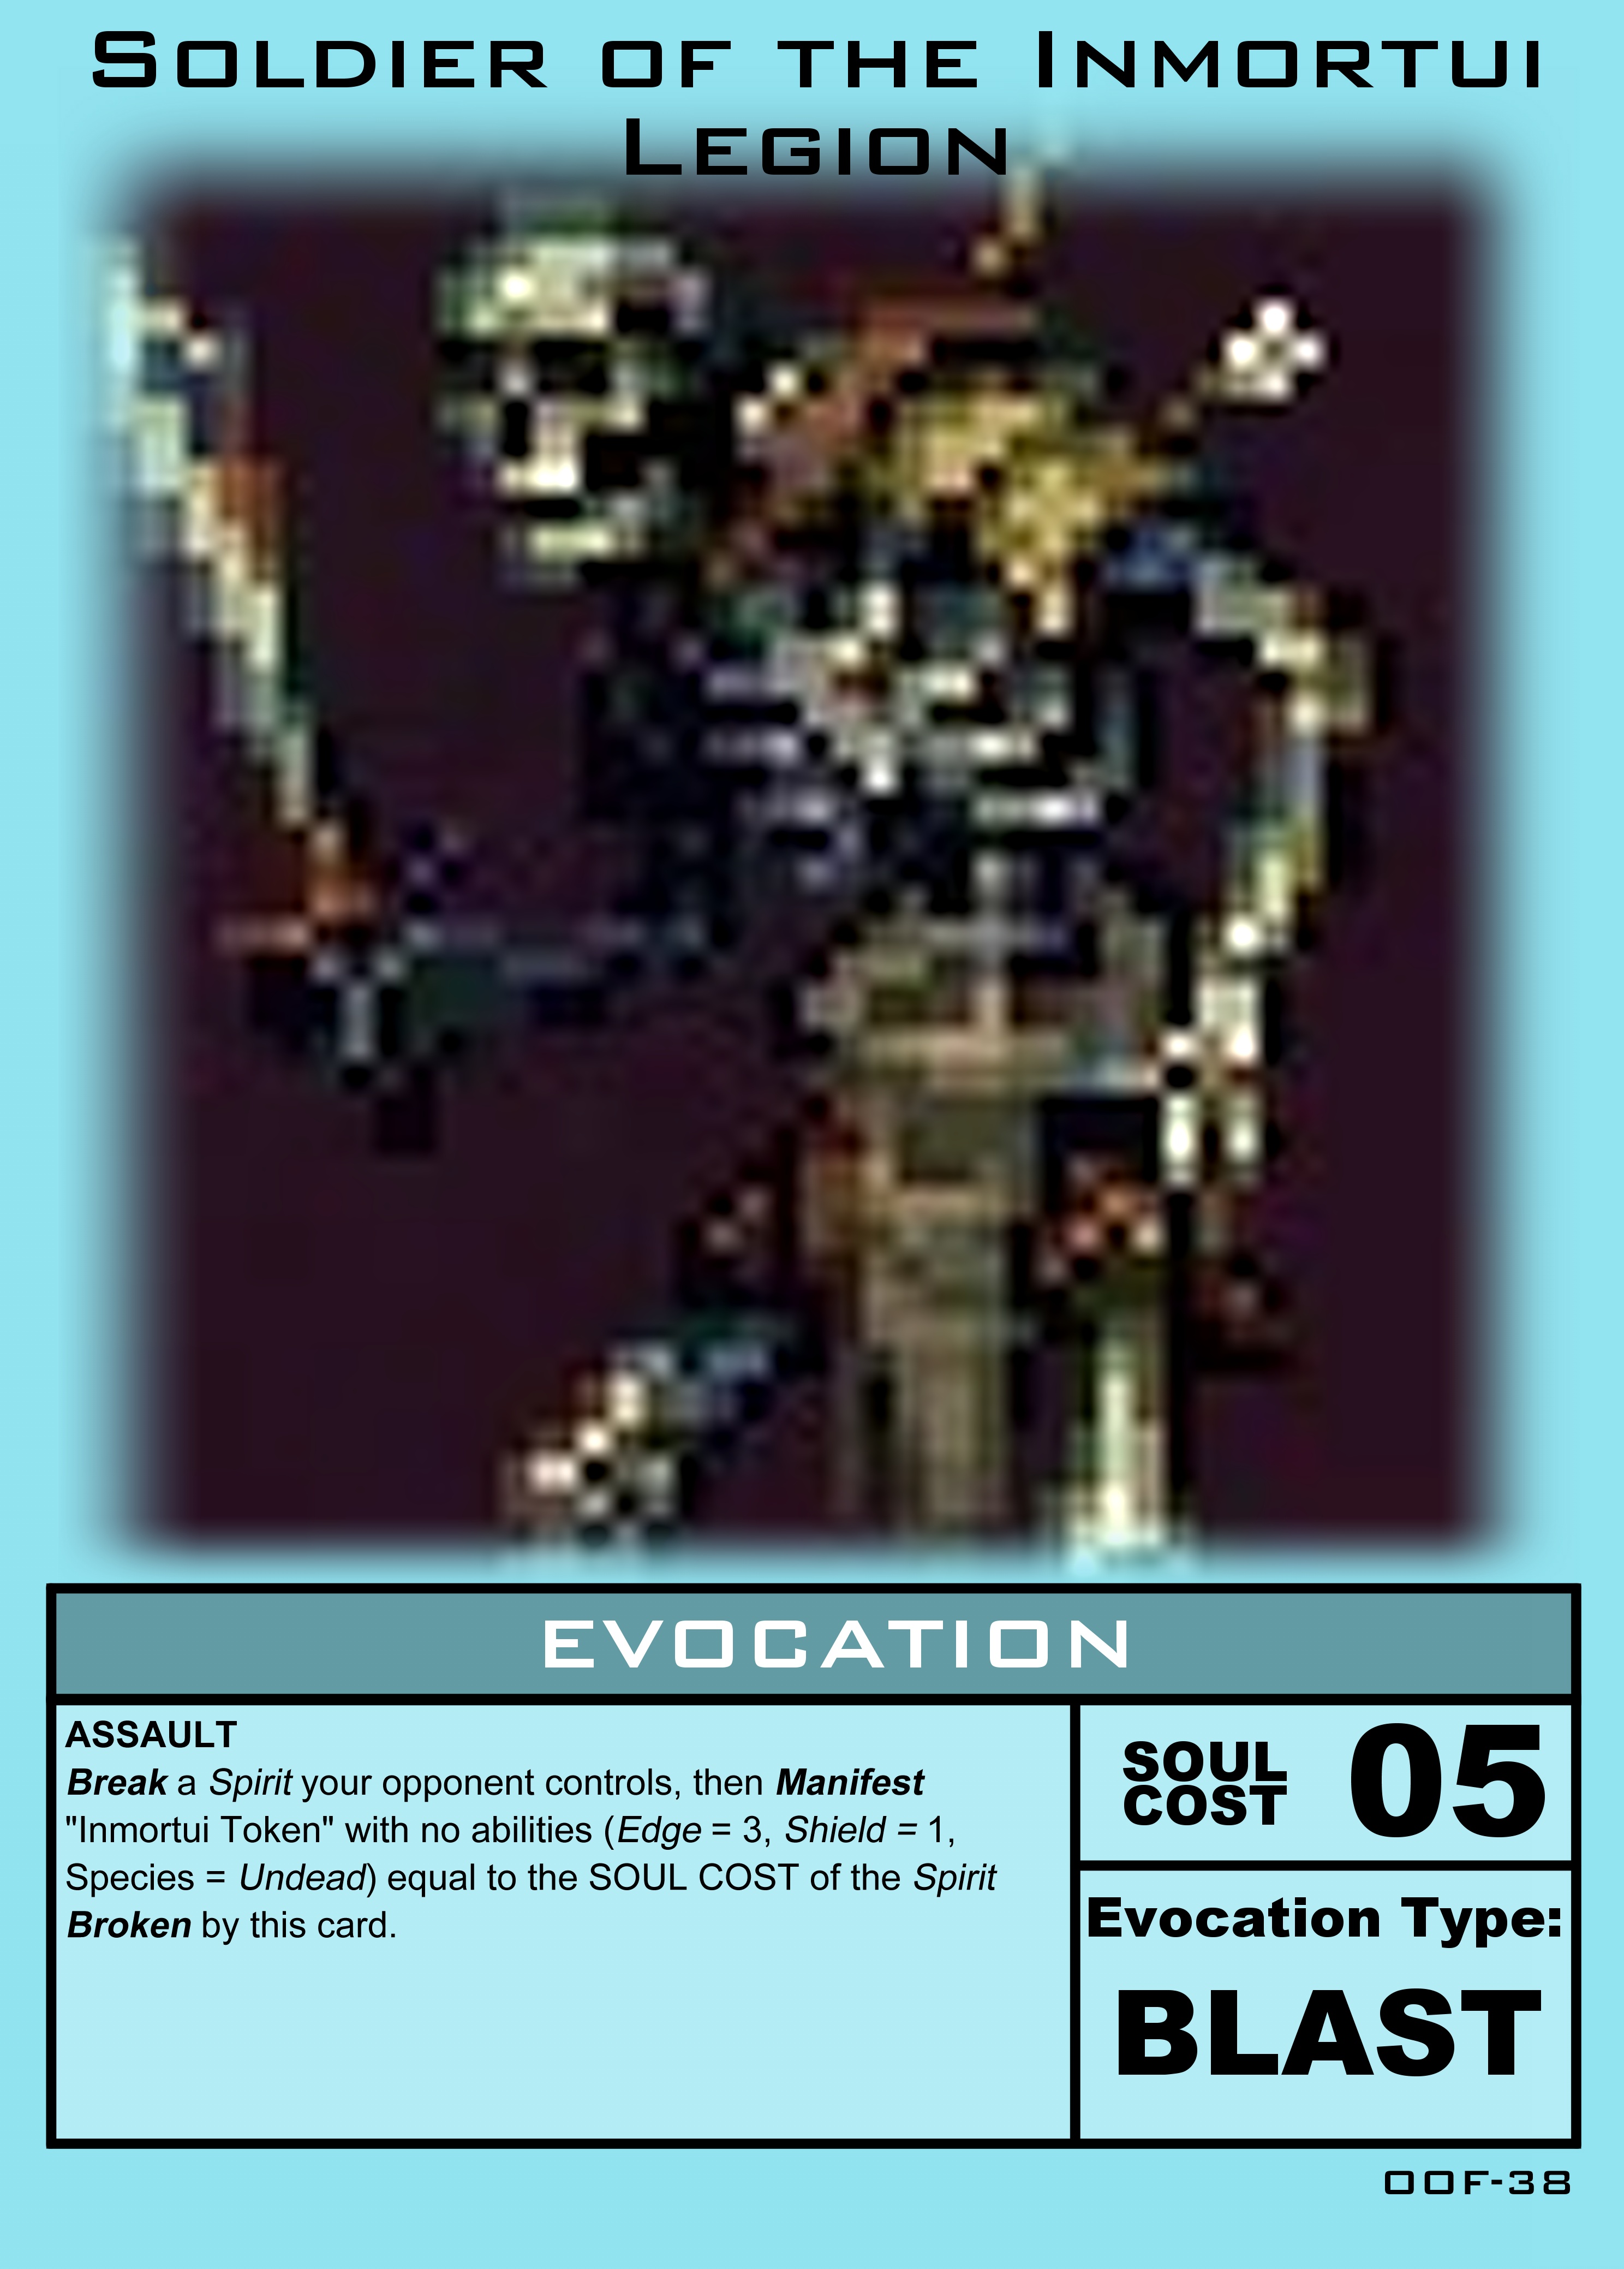 Soldier of the Inmortui
Legion
EVOCATION
ASSAULT
Break a Spirit your opponent controls, then Manifest
"Inmortui Token" with no abilities (Edge = 3, Shield = 1,
Species = Undead) equal to the SOUL COST of the Spirit
Broken by this card.
SOUL
COST
05
Evocation Type:
BLAST
OOF-38